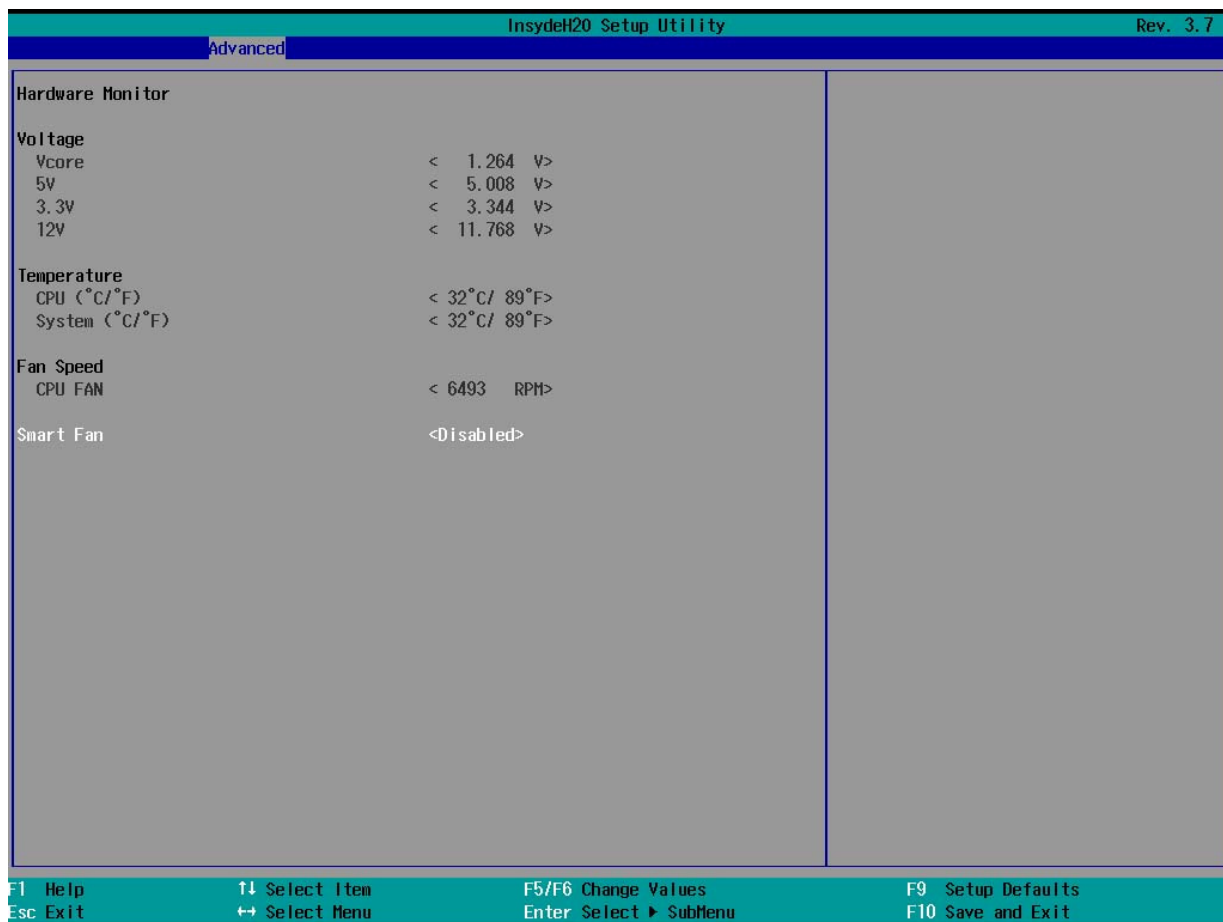 InsydeH20 Setup Utility Rev. 3.7
Advanced
Hardware Monitor
Voltage
Vcore < 1.264 V>
5V < 5.008 V>
3.3V < 3.344 V>
12V < 11.768 V>
Temperature
CPU (°C/°F) < 32°C/ 89°F>
System (°C/°F) < 32°C/ 89°F>
Fan Speed
CPU FAN < 6493 RPM>
Smart Fan <Disabled>
F1 Help ↑↓ Select Item F5/F6 Change Values F9 Setup Defaults
Esc Exit ↔ Select Menu Enter Select ▶ SubMenu F10 Save and Exit